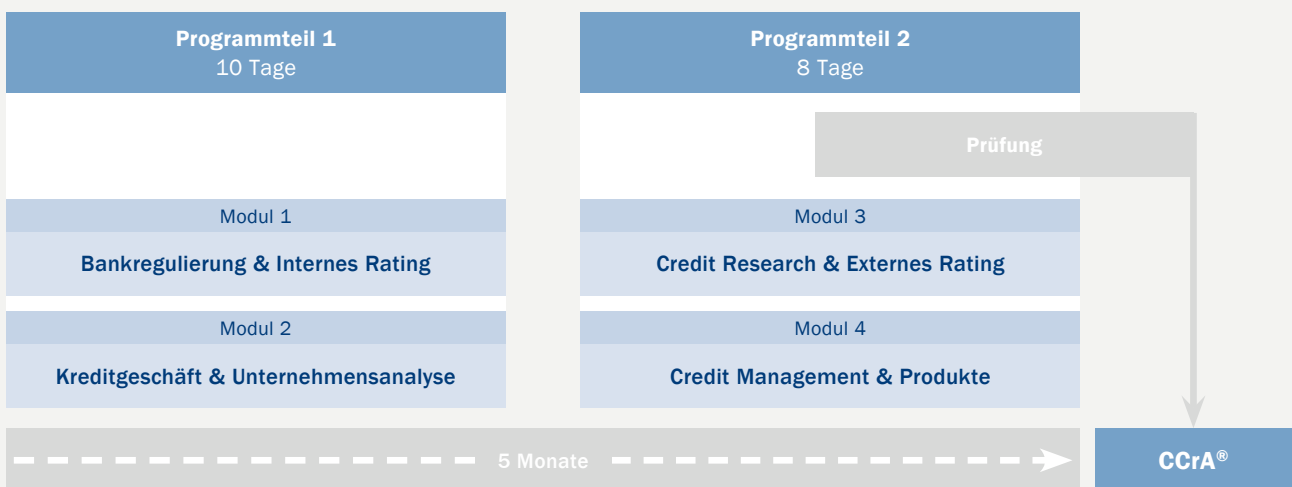 Programmteil 1
10 Tage
Modul 1
Bankregulierung & Internes Rating
Modul 2
Kreditgeschäft & Unternehmensanalyse
Programmteil 2
8 Tage
Prüfung
Modul 3
Credit Research & Externes Rating
Modul 4
Credit Management & Produkte
5 Monate
CCrA®